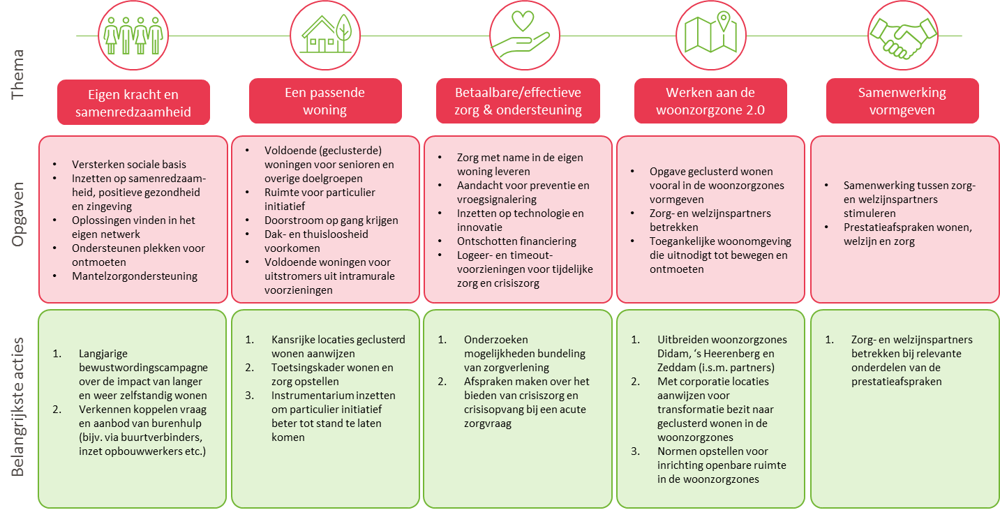 Thema
Eigen kracht en
samenredzaamheid
Een passende
woning
Betaalbare/effectieve
zorg & ondersteuning
Werken aan de
woonzorgzone 2.0
Samenwerking
vormgeven
Opgaven
• Versterken sociale basis
• Inzetten op samenredzaam-
heid, positieve gezondheid
en zingeving
• Oplossingen vinden in het
eigen netwerk
• Ondersteunen plekken voor
ontmoeten
• Mantelzorgondersteuning
• Voldoende (geclusterde)
woningen voor senioren en
overige doelgroepen
• Ruimte voor particulier
initiatief
• Doorstroom op gang krijgen
• Dak- en thuisloosheid
voorkomen
• Voldoende woningen voor
uitstromers uit intramurale
voorzieningen
• Zorg met name in de eigen
woning leveren
• Aandacht voor preventie en
vroegsignalering
• Inzetten op technologie en
innovatie
• Ontschotten financiering
• Logeer- en timeout-
voorzieningen voor tijdelijke
zorg en crisiszorg
• Opgave geclusterd wonen
vooral in de woonzorgzones
vormgeven
• Zorg- en welzijnspartners
betrekken
• Toegankelijke woonomgeving
die uitnodigt tot bewegen en
ontmoeten
• Samenwerking tussen zorg-
en welzijnspartners
stimuleren
• Prestatieafspraken wonen,
welzijn en zorg
Belangrijkste acties
1. Langjarige
bewustwordingscampagne
over de impact van langer
en weer zelfstandig wonen
2. Verkennen koppelen vraag
en aanbod van burenhulp
(bijv. via buurtverbinders,
inzet opbouwwerkers etc.)
1. Kansrijke locaties geclusterd
wonen aanwijzen
2. Toetsingskader wonen en
zorg opstellen
3. Instrumentarium inzetten
om particulier initiatief
beter tot stand te laten
komen
1. Onderzoeken
mogelijkheden bundeling
van zorgverlening
2. Afspraken maken over het
bieden van crisiszorg en
crisisopvang bij een acute
zorgvraag
1. Uitbreiden woonzorgzones
Didam, ‘s Heerenberg en
Zeddam (i.s.m. partners)
2. Met corporatie locaties
aanwijzen voor
transformatie bezit naar
geclusterd wonen in de
woonzorgzones
3. Normen opstellen voor
inrichting openbare ruimte
in de woonzorgzones
1. Zorg- en welzijnspartners
betrekken bij relevante
onderdelen van de
prestatieafspraken